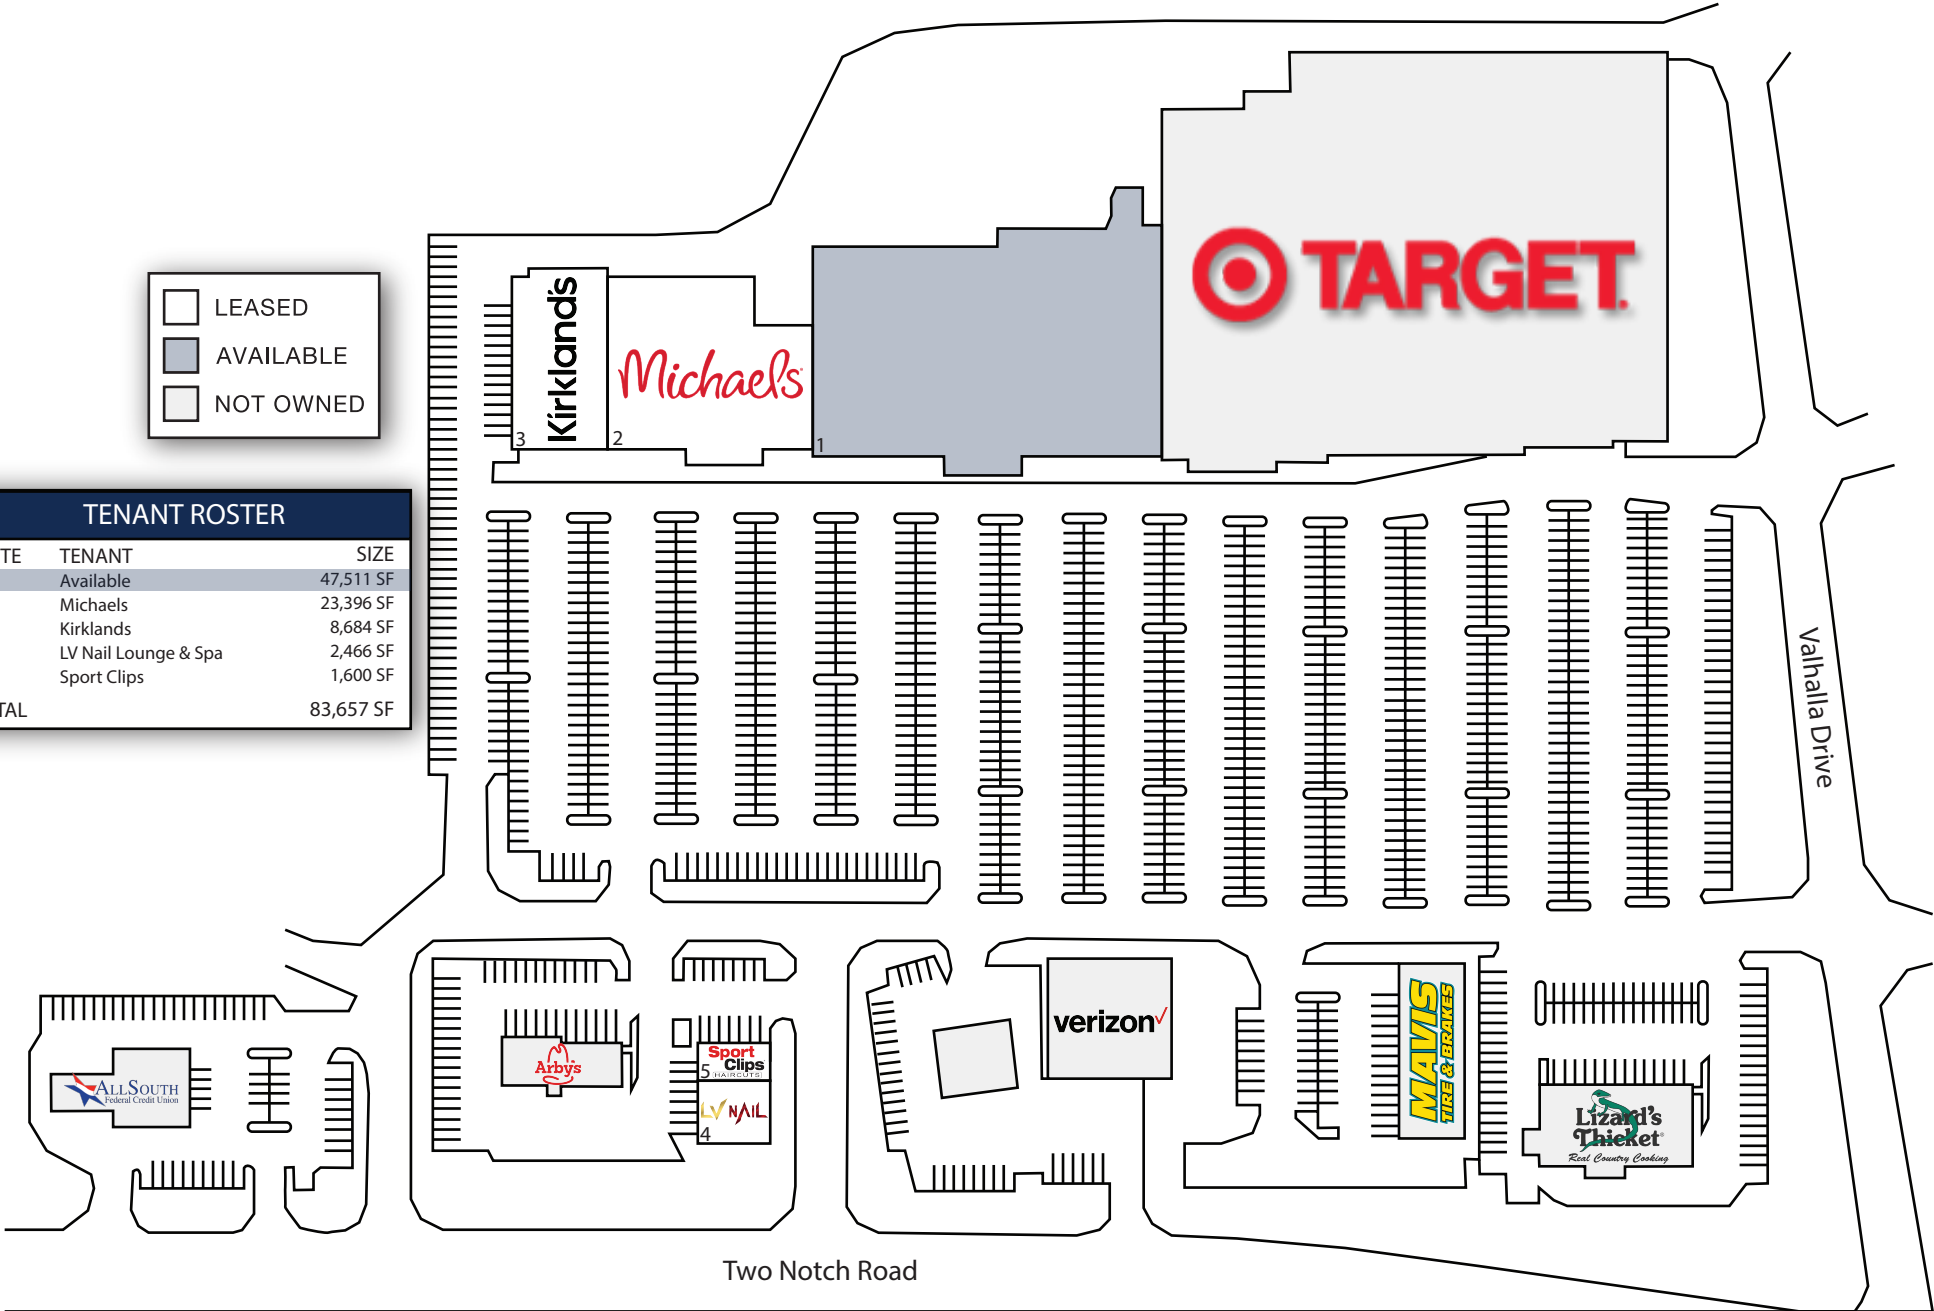 TARGET.
LEASED
AVAILABLE
NOT OWNED
Kirkland's
3
Michaels
2
1
TENANT ROSTER
TE TENANT SIZE
Available 47,511 SF
Michaels 23,396 SF
Kirklands 8,684 SF
LV Nail Lounge & Spa 2,466 SF
Sport Clips 1,600 SF
TAL 83,657 SF
Valhalla Drive
ALLSOUTH
Federal Credit Union
Arby's
Sport
Clips
HAIRCUTS
5
LV NAIL
4
verizon
MAVIS
TIRE & BRAKES
Lizard's
Thicket
Real Country Cooking
Two Notch Road